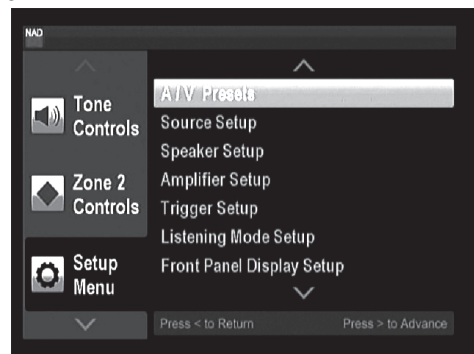 NAD
Tone
Controls
Zone 2
Controls
Setup
Menu
A/V Presets
Source Setup
Speaker Setup
Amplifier Setup
Trigger Setup
Listening Mode Setup
Front Panel Display Setup
Press < to Return
Press > to Advance